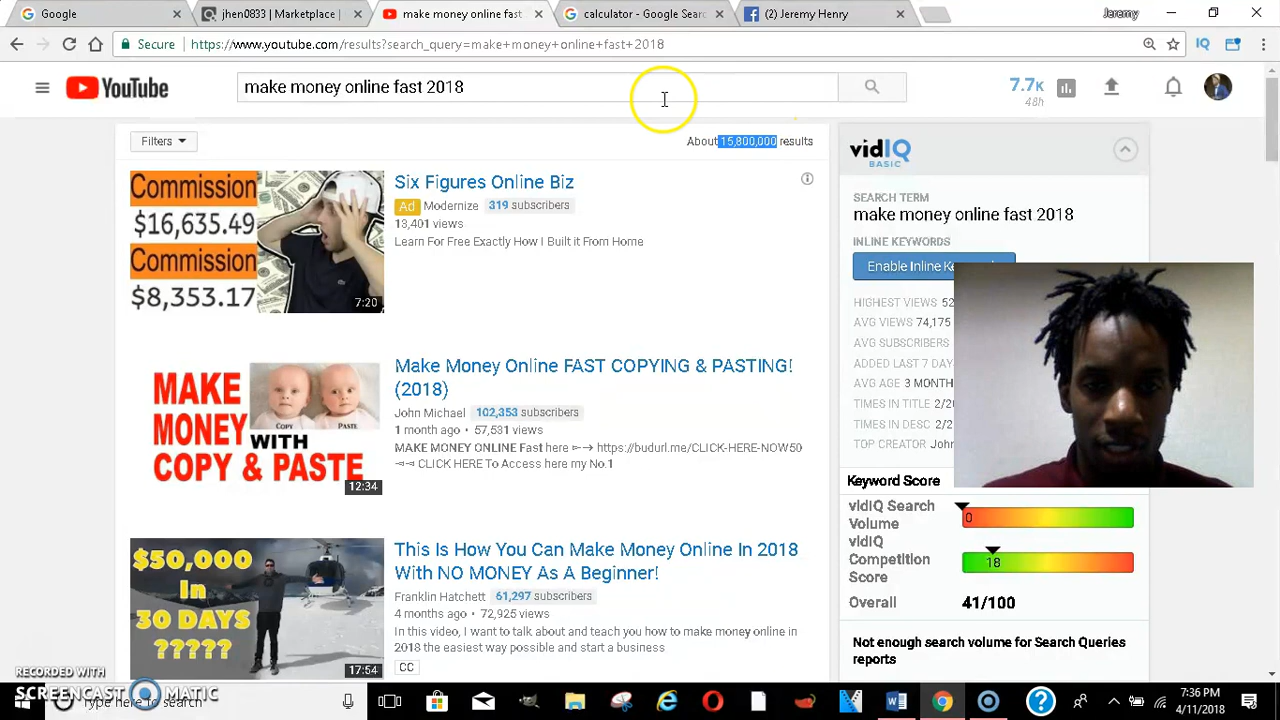 Google
jhen0833 | Marketplace |
make money online fast
calculator - Google Sear
(2) Jeremy Henry
Jeremy
Secure
https://www.youtube.com/results?search_query=make+money+online+fast+2018
IQ
YouTube
make money online fast 2018
7.7K
48h
Filters
About 15,800,000 results
Commission
$16,635.49
Commission
$8,353.17
7:20
Six Figures Online Biz
Ad Modernize 319 subscribers
13,401 views
Learn For Free Exactly How I Built it From Home
MAKE
MONEY
WITH
COPY & PASTE
COPY PASTE
12:34
Make Money Online FAST COPYING & PASTING!
(2018)
John Michael 102,353 subscribers
1 month ago • 57,531 views
MAKE MONEY ONLINE Fast here ➳ https://budurl.me/CLICK-HERE-NOW50
CLICK HERE To Access here my No.1
$50,000
In
30 DAYS
?????
17:54
This Is How You Can Make Money Online In 2018
With NO MONEY As A Beginner!
Franklin Hatchett 61,297 subscribers
4 months ago • 72,925 views
In this video, I want to talk about and teach you how to make money online in
2018 the easiest way possible and start a business
CC
vidIQ
BASIC
SEARCH TERM
make money online fast 2018
INLINE KEYWORDS
Enable Inline Ke
HIGHEST VIEWS 52
AVG VIEWS 74,175
AVG SUBSCRIBERS
ADDED LAST 7 DAY
AVG AGE 3 MONTH
TIMES IN TITLE 2/20
TIMES IN DESC 2/2
TOP CREATOR John
Keyword Score
vidIQ Search
Volume
0
vidIQ
Competition
Score
18
Overall 41/100
Not enough search volume for Search Queries
reports
RECORDED WITH
SCREENCAST MATIC
Type here to search
7:36 PM
4/11/2018